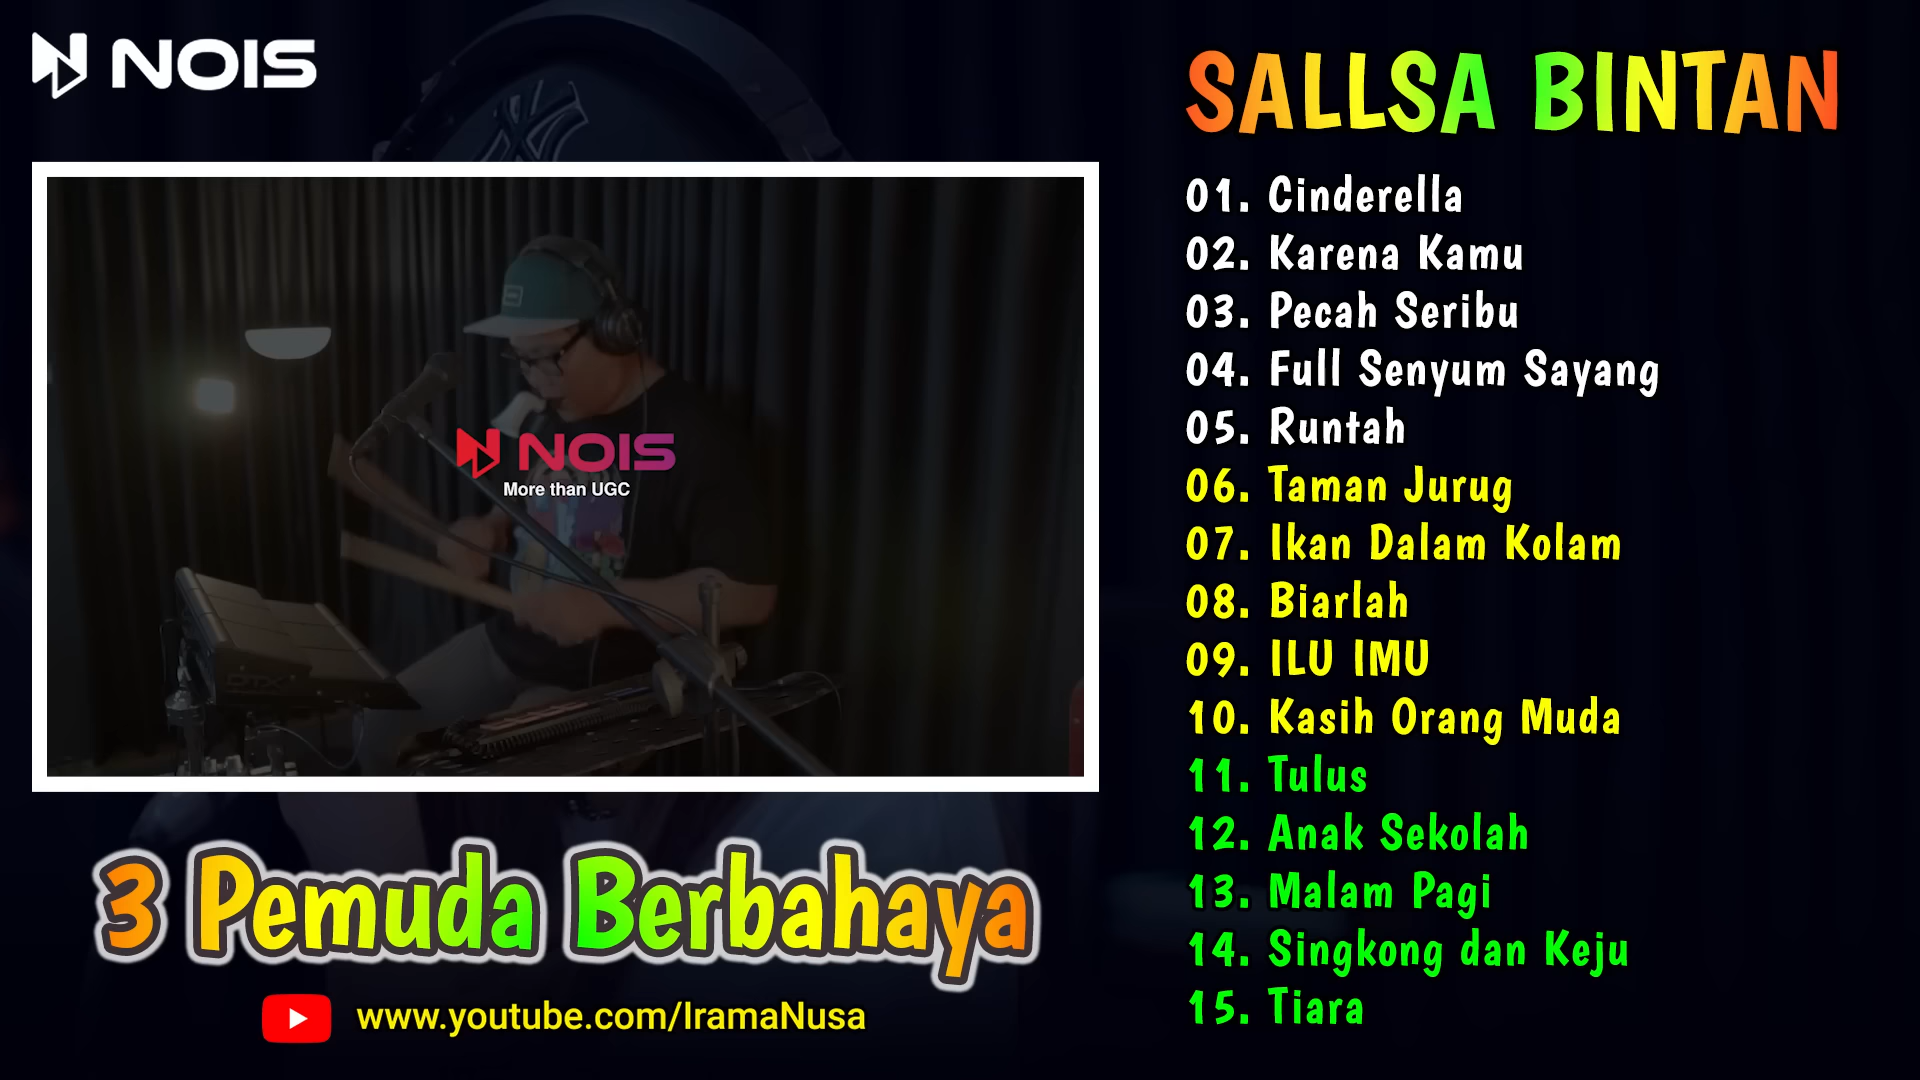 NOIS
SALLSA BINTAN
01. Cinderella
02. Karena Kamu
03. Pecah Seribu
04. Full Senyum Sayang
05. Runtah
06. Taman Jurug
07. Ikan Dalam Kolam
08. Biarlah
09. ILU IMU
10. Kasih Orang Muda
11. Tulus
12. Anak Sekolah
13. Malam Pagi
14. Singkong dan Keju
15. Tiara
NOIS
More than UGC
DTX
3 Pemuda Berbahaya
www.youtube.com/IramaNusa